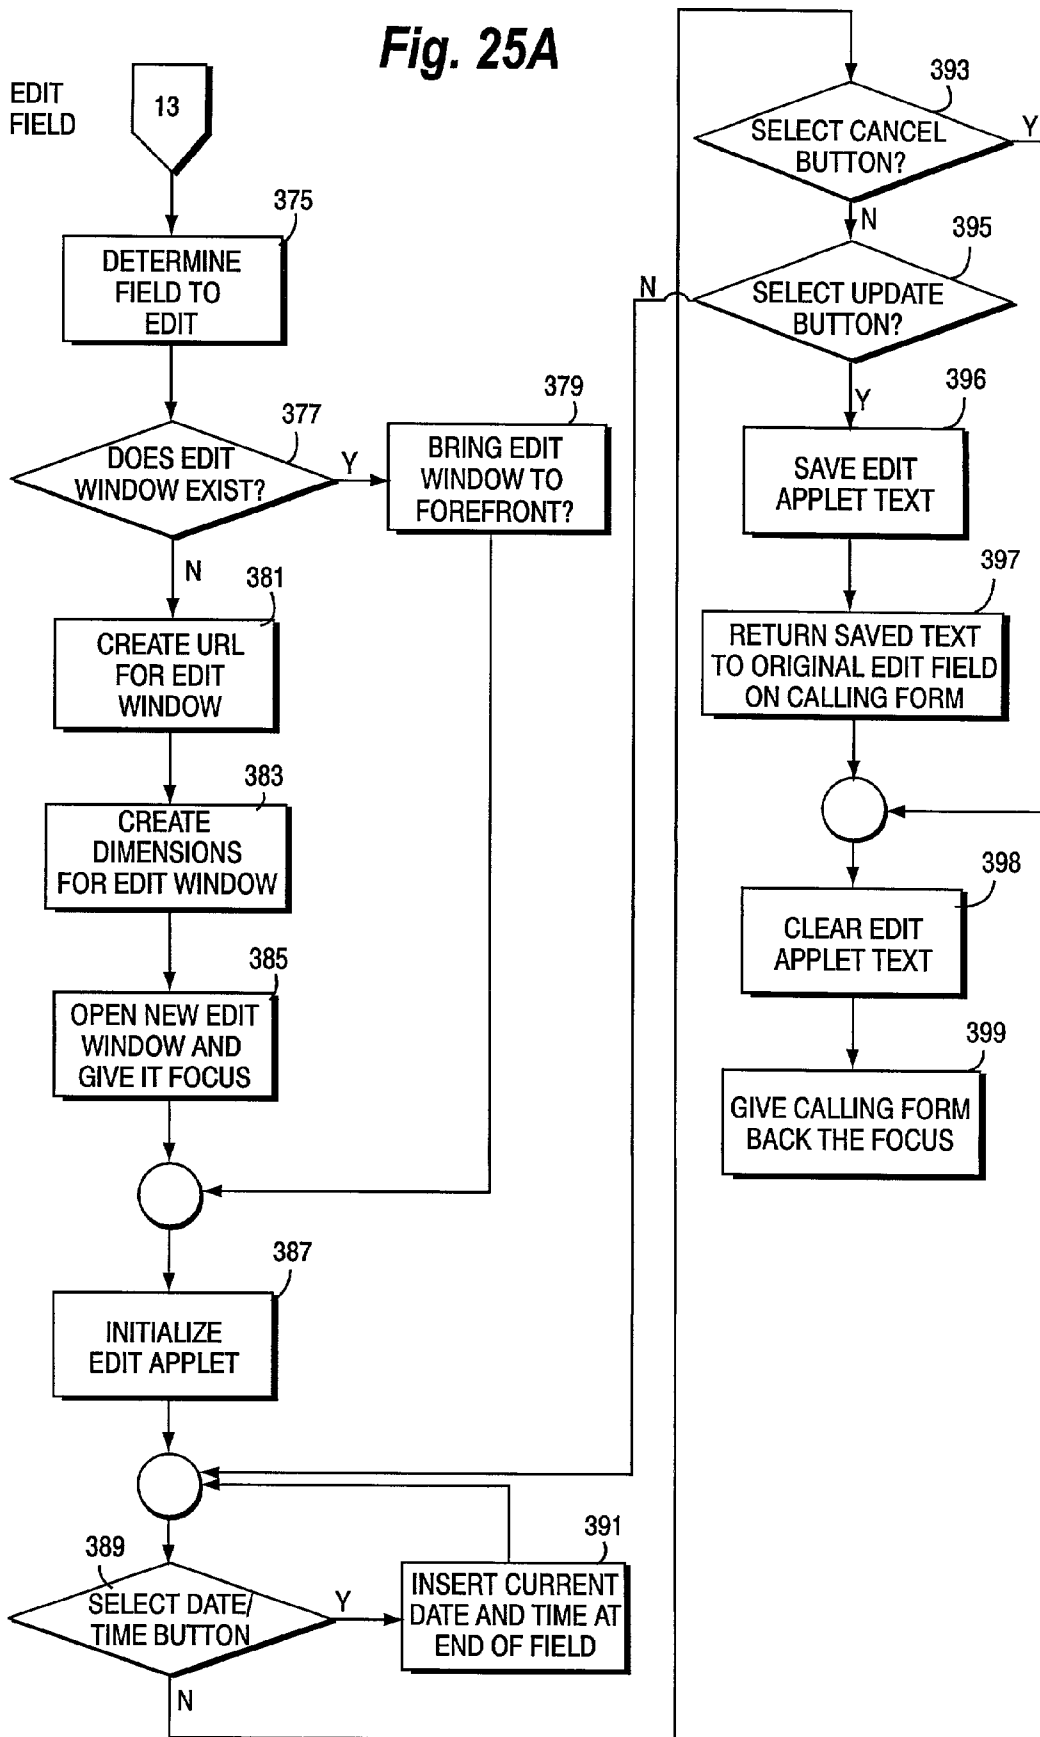 Fig. 25A
EDIT
FIELD
13
375
DETERMINE
FIELD TO
EDIT
377
DOES EDIT
WINDOW EXIST?
Y
N
379
BRING EDIT
WINDOW TO
FOREFRONT?
381
CREATE URL
FOR EDIT
WINDOW
383
CREATE
DIMENSIONS
FOR EDIT WINDOW
385
OPEN NEW EDIT
WINDOW AND
GIVE IT FOCUS
387
INITIALIZE
EDIT APPLET
389
SELECT DATE/
TIME BUTTON
Y
N
391
INSERT CURRENT
DATE AND TIME AT
END OF FIELD
393
SELECT CANCEL
BUTTON?
Y
N
395
SELECT UPDATE
BUTTON?
N
Y
396
SAVE EDIT
APPLET TEXT
397
RETURN SAVED TEXT
TO ORIGINAL EDIT FIELD
ON CALLING FORM
398
CLEAR EDIT
APPLET TEXT
399
GIVE CALLING FORM
BACK THE FOCUS